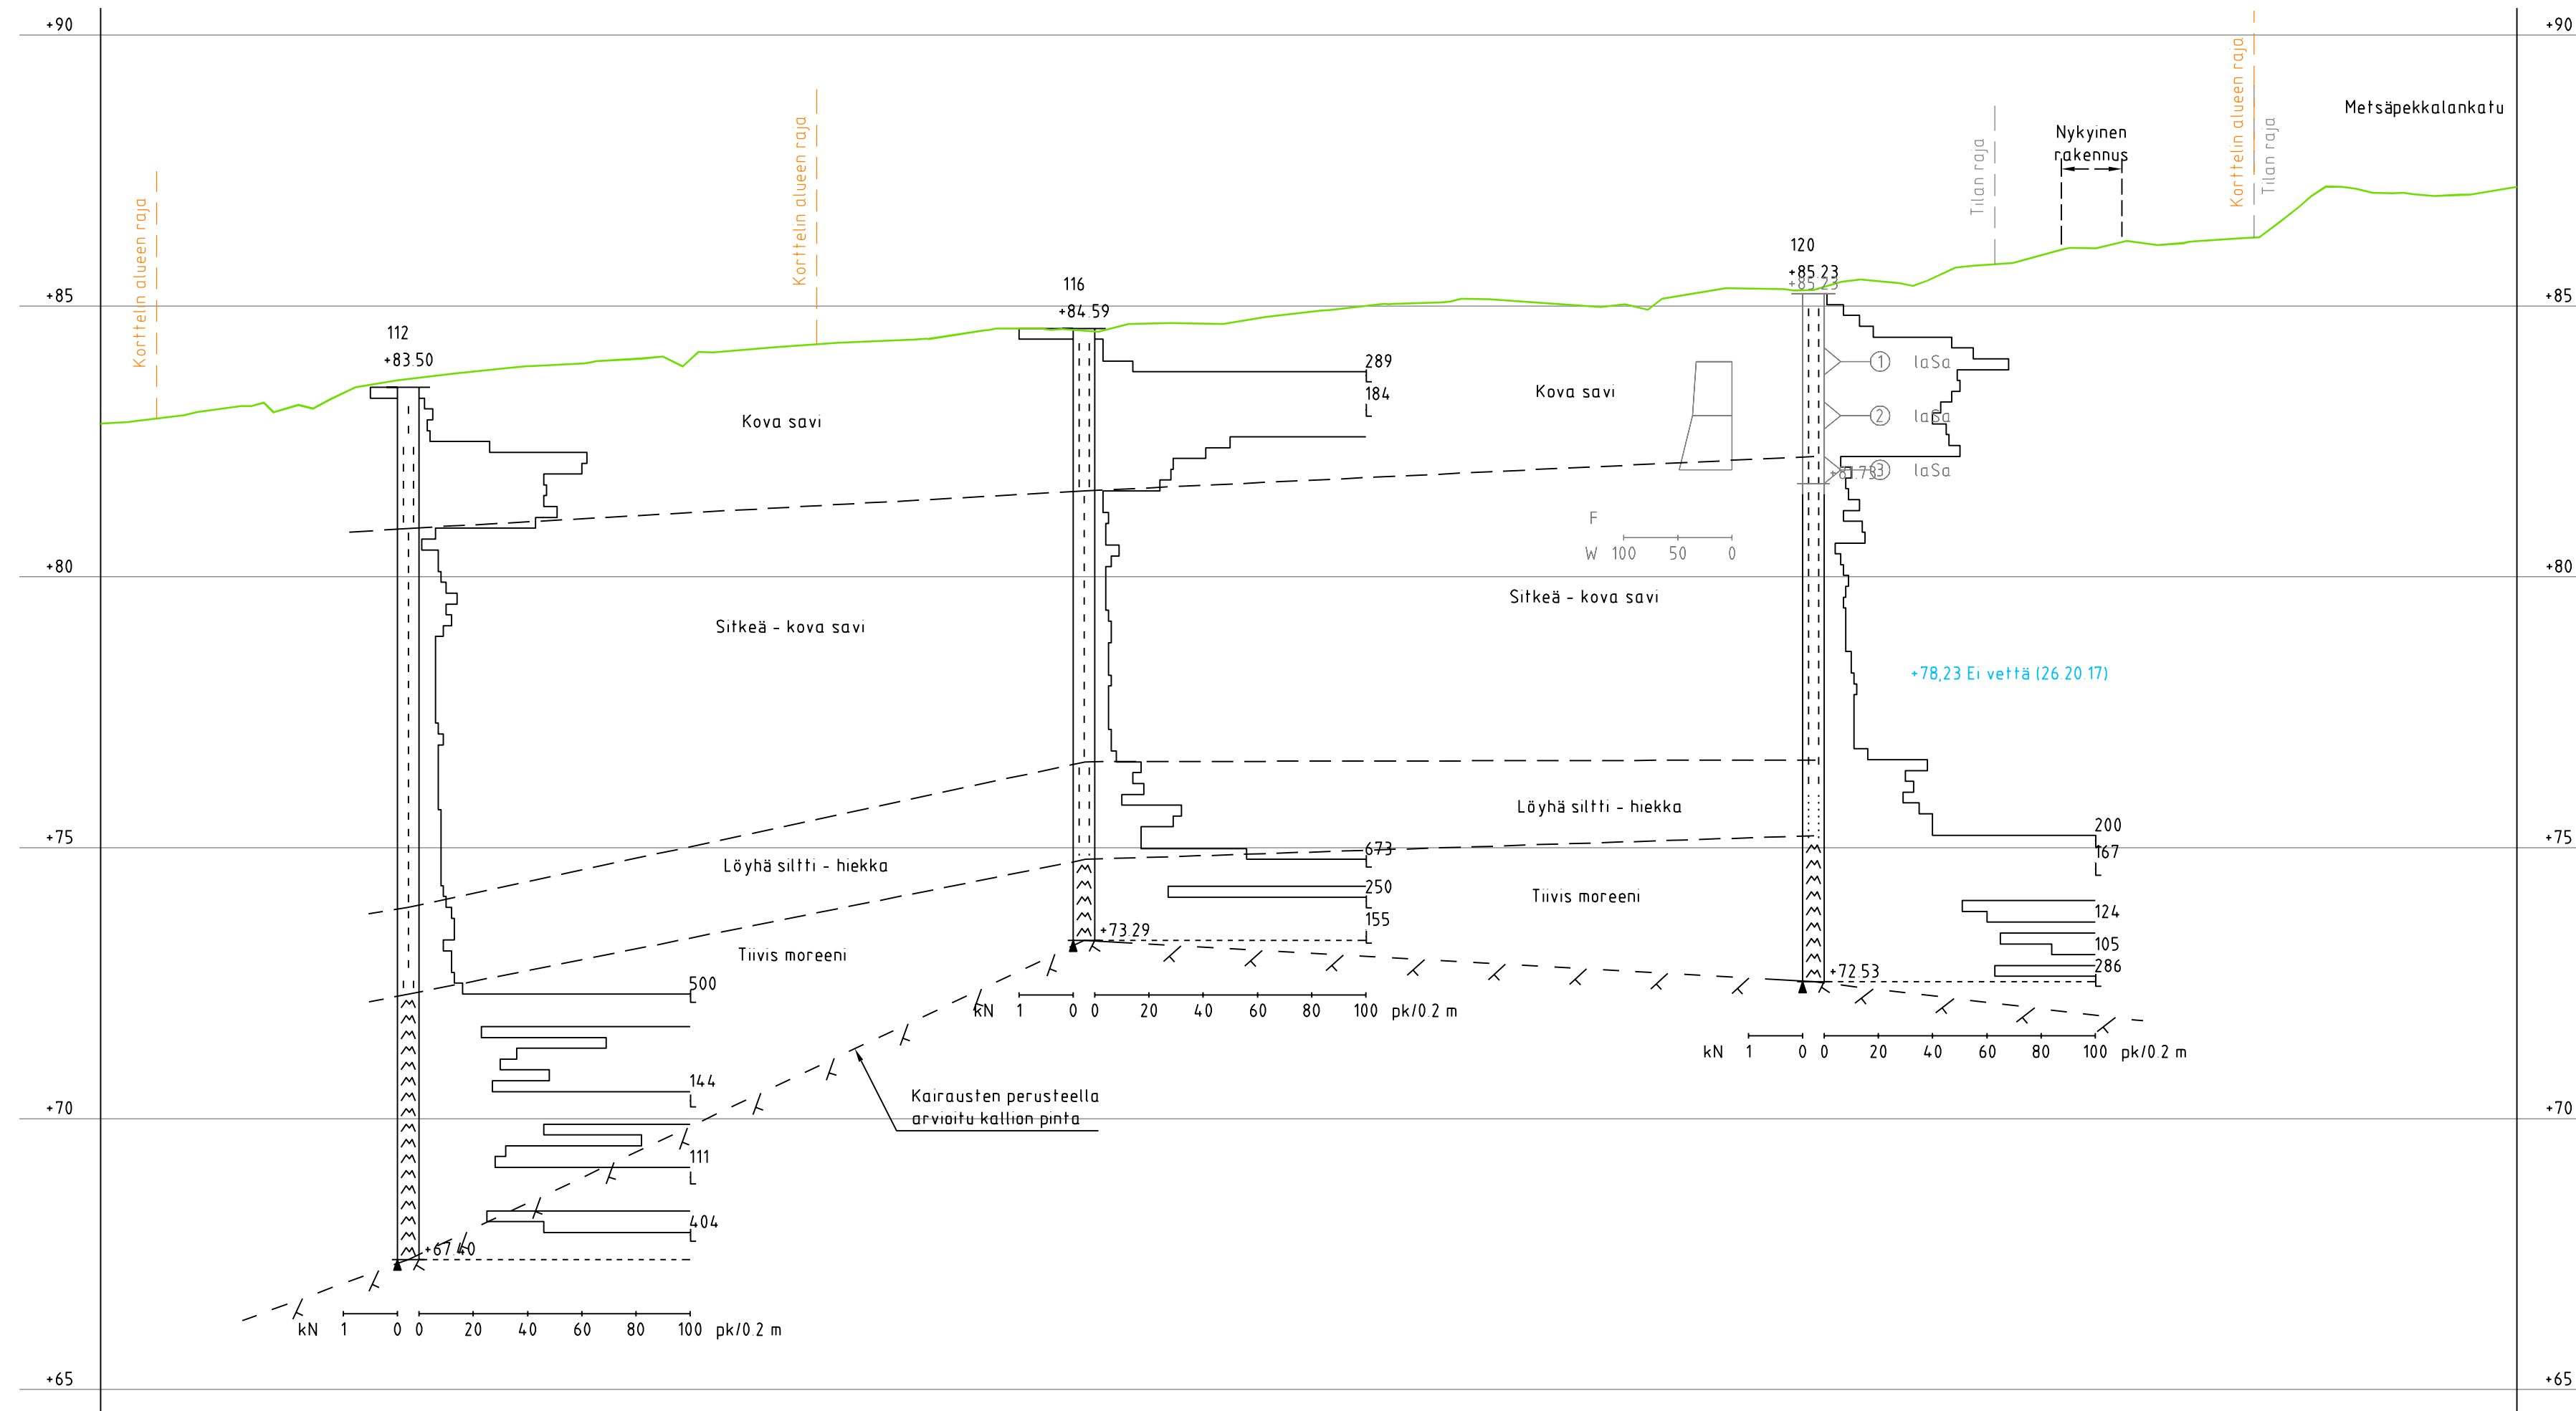 +90
+90
Metsäpekkalankatu
Nykyinen
rakennus
Korttelin alueen raja
Korttelin alueen raja
Tilan raja
Korttelin alueen raja
Tilan raja
+85
+85
112
+83.50
116
+84.59
120
+85.23
+85.23
289
184
Kova savi
Kova savi
1
laSa
2
laSa
3
laSa
+81.73
F
W 100 50 0
+80
+80
Sitkeä - kova savi
Sitkeä - kova savi
+78,23 Ei vettä (26.20.17)
+75
+75
Löyhä siltti - hiekka
Löyhä siltti - hiekka
673
250
155
200
167
124
105
286
Tiivis moreeni
Tiivis moreeni
+73.29
+72.53
500
144
111
404
kN 1 0 0 20 40 60 80 100 pk/0.2 m
kN 1 0 0 20 40 60 80 100 pk/0.2 m
Kairausten perusteella
arvioitu kallion pinta
+70
+70
+67.40
kN 1 0 0 20 40 60 80 100 pk/0.2 m
+65
+65